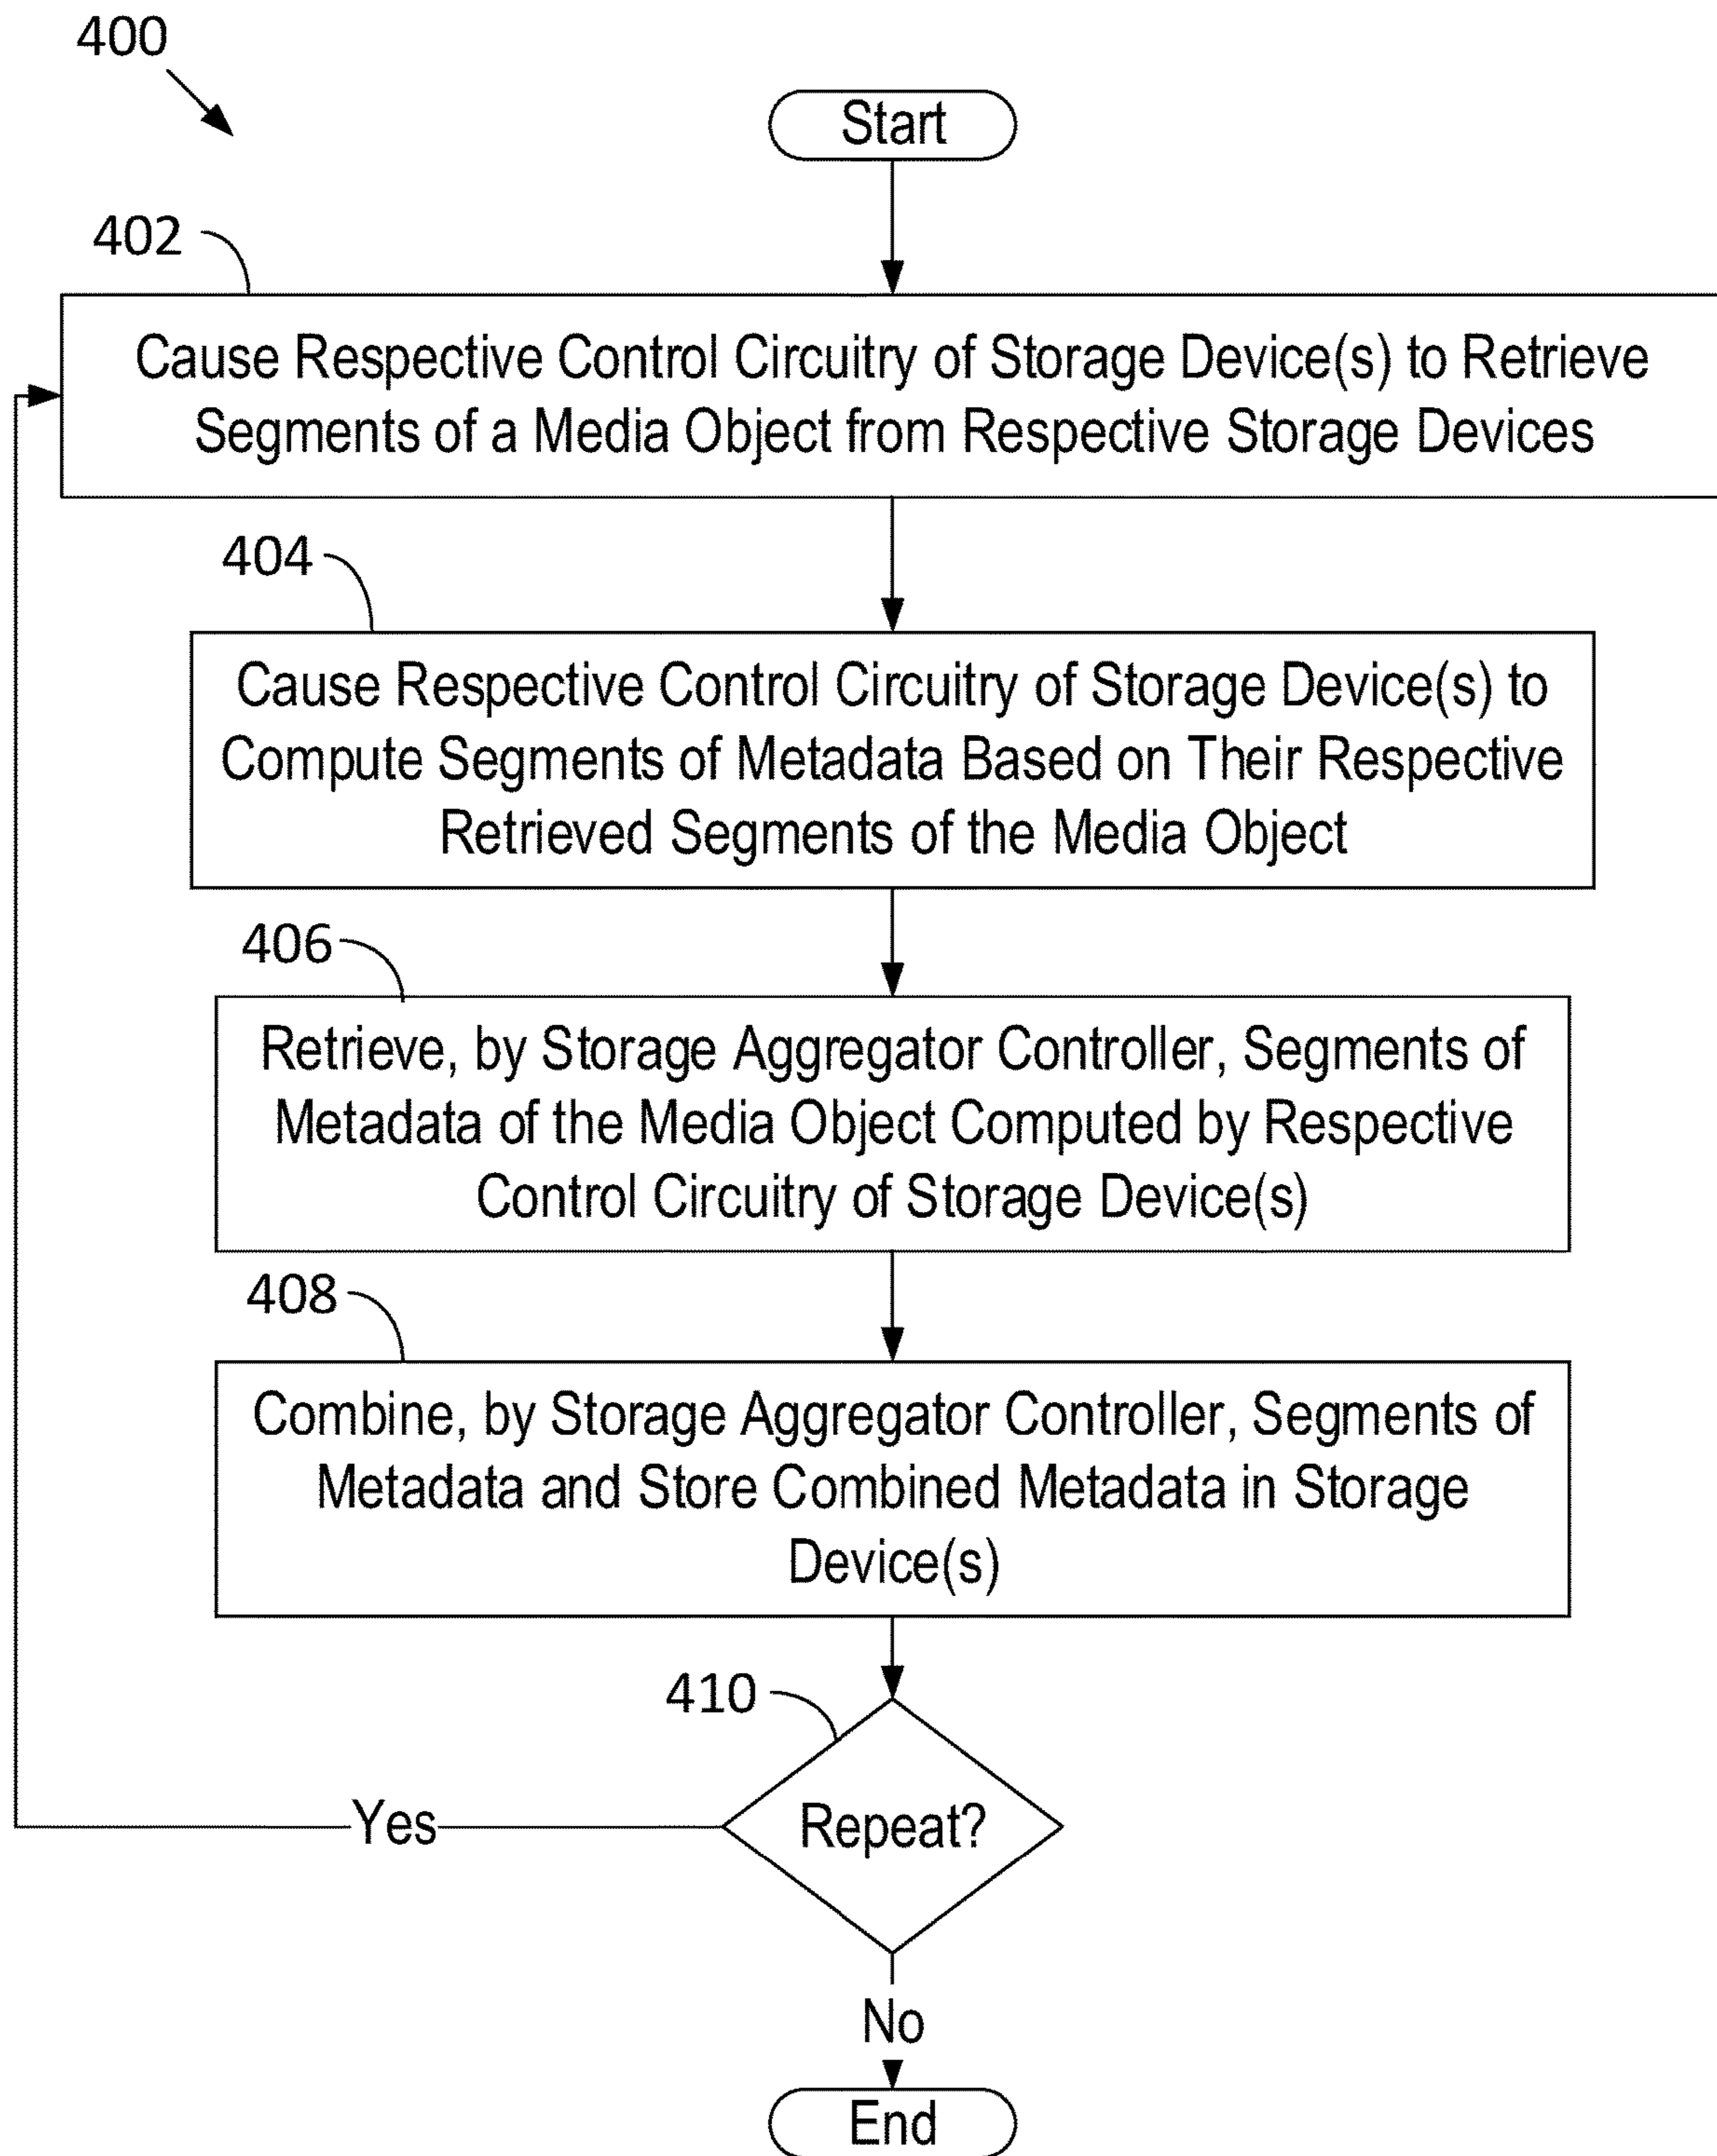 400
Start
402
Cause Respective Control Circuitry of Storage Device(s) to Retrieve
Segments of a Media Object from Respective Storage Devices
404
Cause Respective Control Circuitry of Storage Device(s) to
Compute Segments of Metadata Based on Their Respective
Retrieved Segments of the Media Object
406
Retrieve, by Storage Aggregator Controller, Segments of
Metadata of the Media Object Computed by Respective
Control Circuitry of Storage Device(s)
408
Combine, by Storage Aggregator Controller, Segments of
Metadata and Store Combined Metadata in Storage
Device(s)
410
Repeat?
Yes
No
End